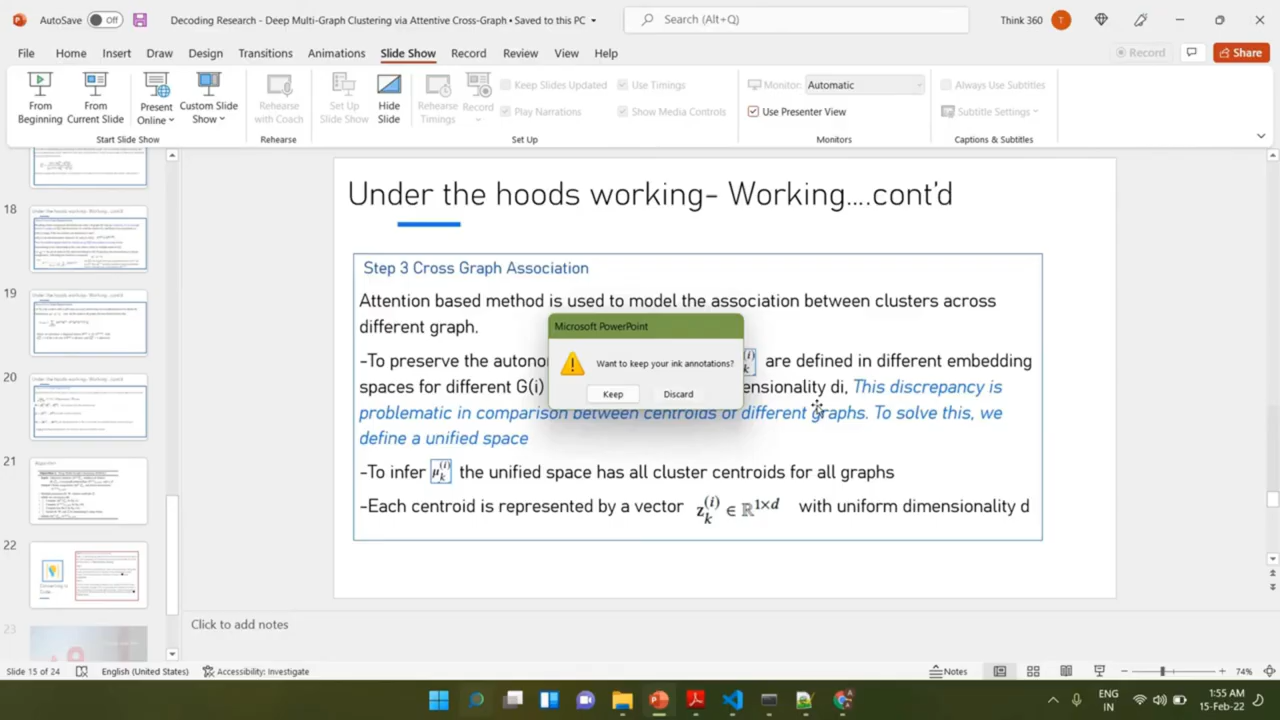 AutoSave Off Decoding Research - Deep Multi-Graph Clustering via Attentive Cross-Graph • Saved to this PC Search (Alt+Q) Think 360 T
File Home Insert Draw Design Transitions Animations Slide Show Record Review View Help Record Share
From Beginning
From Current Slide
Present Online
Custom Slide Show
Rehearse with Coach
Set Up Slide Show
Hide Slide
Rehearse Timings
Record
Keep Slides Updated
Play Narrations
Use Timings
Show Media Controls
Monitor: Automatic
Use Presenter View
Always Use Subtitles
Subtitle Settings
Start Slide Show Rehearse Set Up Monitors Captions & Subtitles
18
19
20
21
22
23
Under the hoods working- Working....cont'd
Step 3 Cross Graph Association
Attention based method is used to model the association between clusters across
different graph.
-To preserve the autono (i) are defined in different embedding
spaces for different G(i) ensionality di, This discrepancy is
problematic in comparison between centroids of different graphs. To solve this, we
define a unified space
-To infer μk(i) the unified space has all cluster centroids for all graphs
-Each centroid is represented by a vector zk(i) ∈ ℝ1×d with uniform dimensionality d
Microsoft PowerPoint
Want to keep your ink annotations?
Keep Discard
Click to add notes
Slide 15 of 24 English (United States) Accessibility: Investigate Notes 74%
ENG
IN
1:55 AM
15-Feb-22